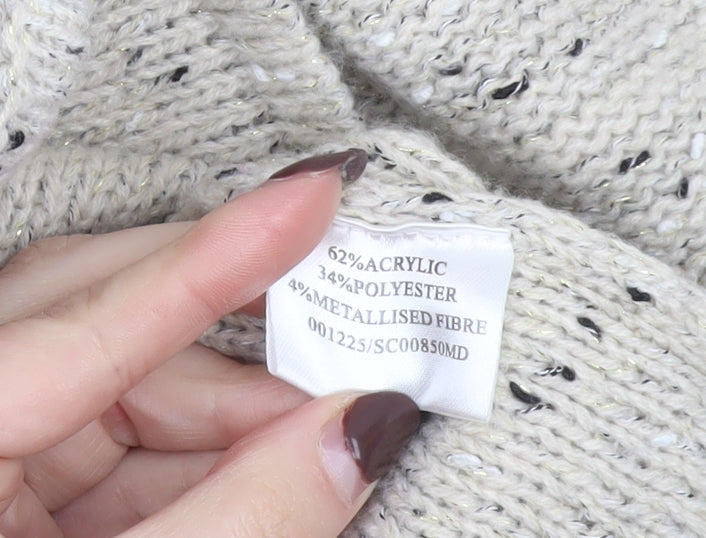 62%ACRYLIC
34%POLYESTER
4%METALLISED FIBRE
001225/SC00850MD